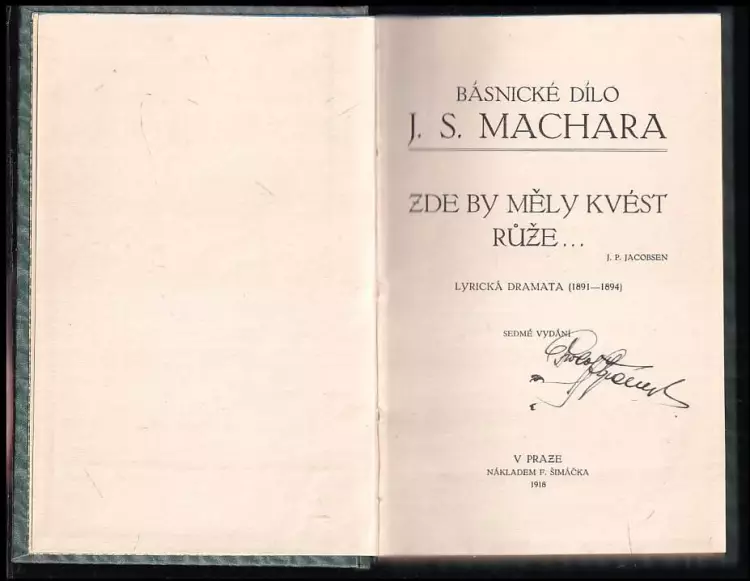 BÁSNICKÉ DÍLO
J. S. MACHARA
ZDE BY MĚLY KVÉST
RŮŽE...
J. P. JACOBSEN
LYRICKÁ DRAMATA (1891—1894)
SEDMÉ VYDÁNÍ
V PRAZE
NÁKLADEM F. ŠIMÁČKA
1918